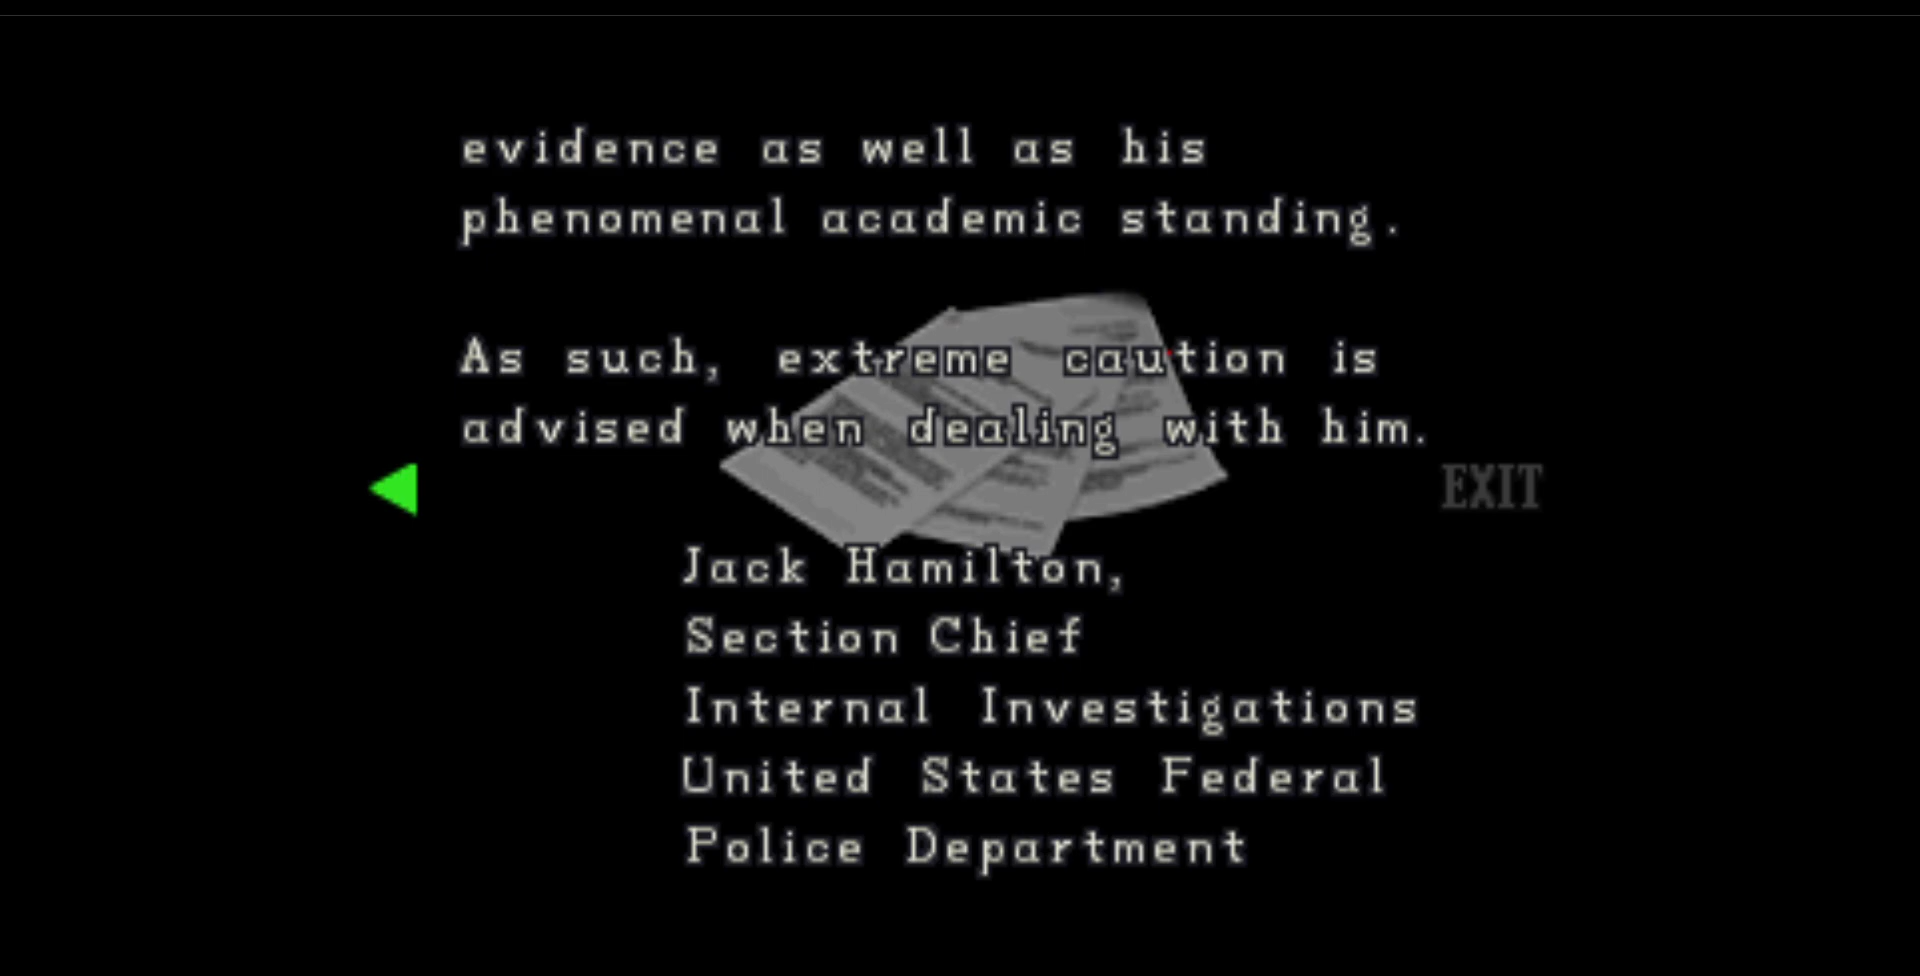 evidence as well as his
phenomenal academic standing.
As such, extreme caution is
advised when dealing with him.
EXIT
Jack Hamilton,
Section Chief
Internal Investigations
United States Federal
Police Department